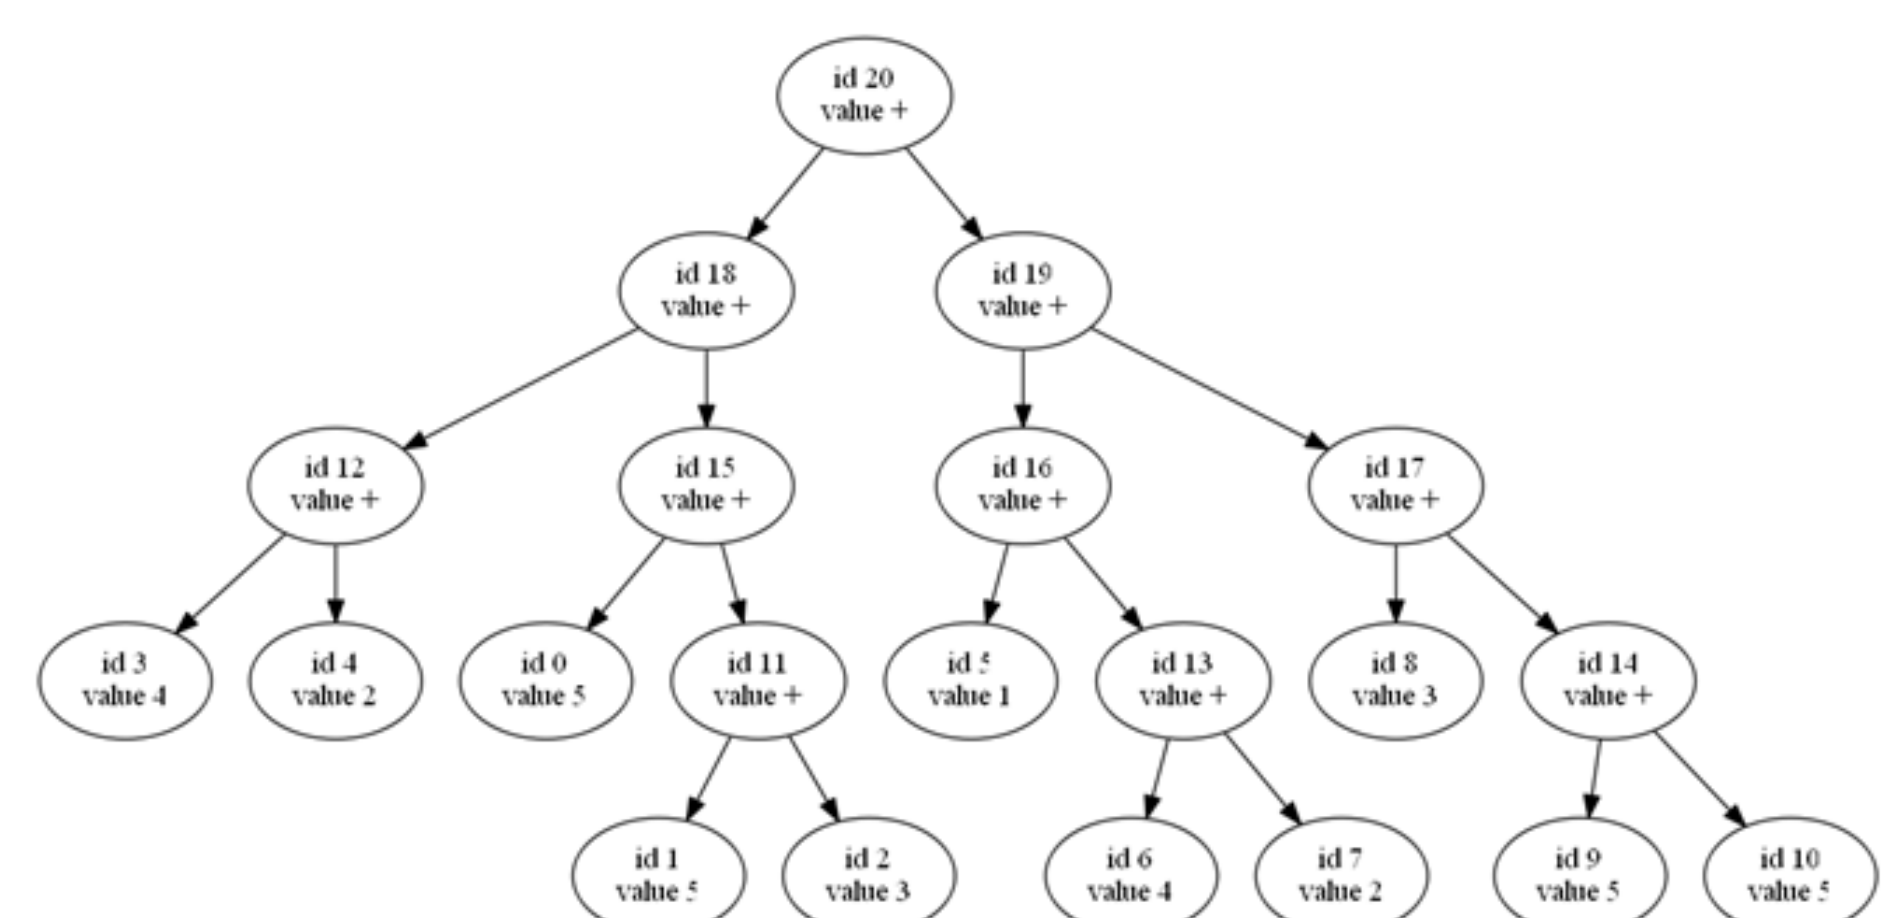 id 20
value +
id 18
value +
id 19
value +
id 12
value +
id 15
value +
id 16
value +
id 17
value +
id 3
value 4
id 4
value 2
id 0
value 5
id 11
value +
id 5
value 1
id 13
value +
id 8
value 3
id 14
value +
id 1
value 5
id 2
value 3
id 6
value 4
id 7
value 2
id 9
value 5
id 10
value 5